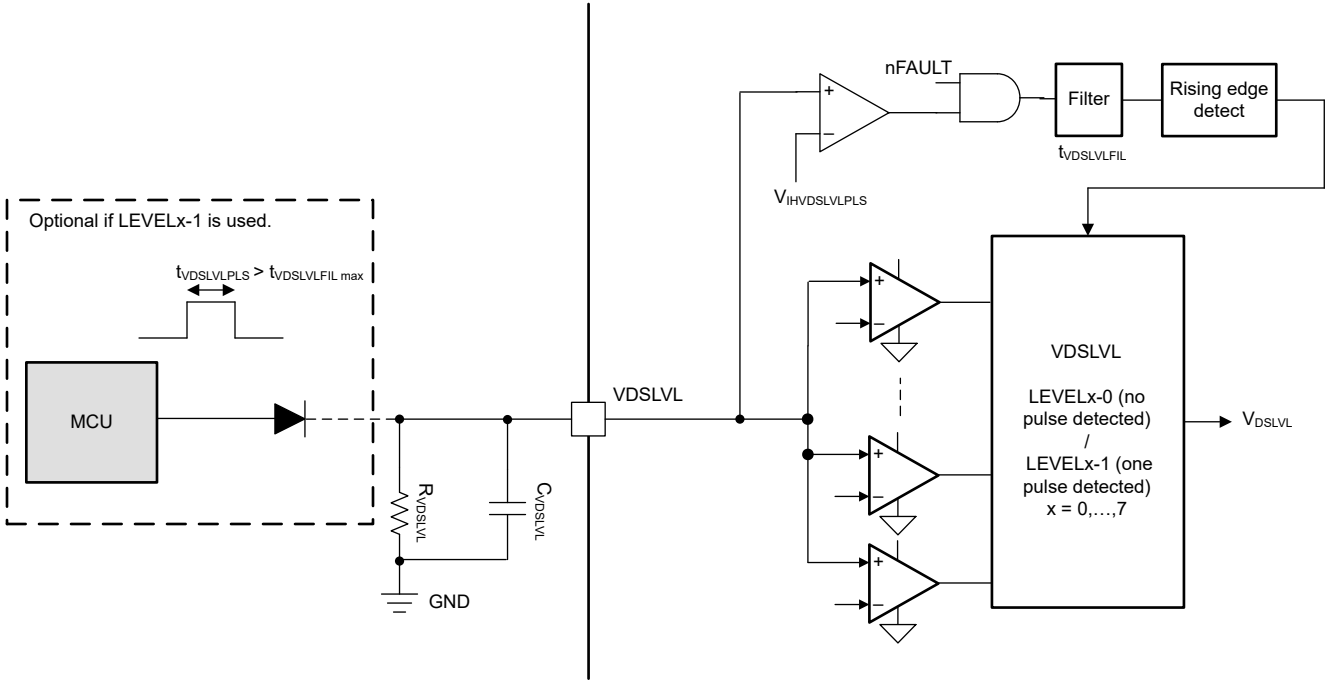 Optional if LEVELx-1 is used.
tVDSLVLPLS > tVDSLVLFIL max
MCU
RVDSLVL
CVDSLVL
GND
VDSLVL
nFAULT
+
–
VIHVDSLVLPLS
Filter
tVDSLVLFIL
Rising edge
detect
+
–
+
–
+
–
VDSLVL
LEVELx-0 (no
pulse detected)
/
LEVELx-1 (one
pulse detected)
x = 0,…,7
VDSLVL